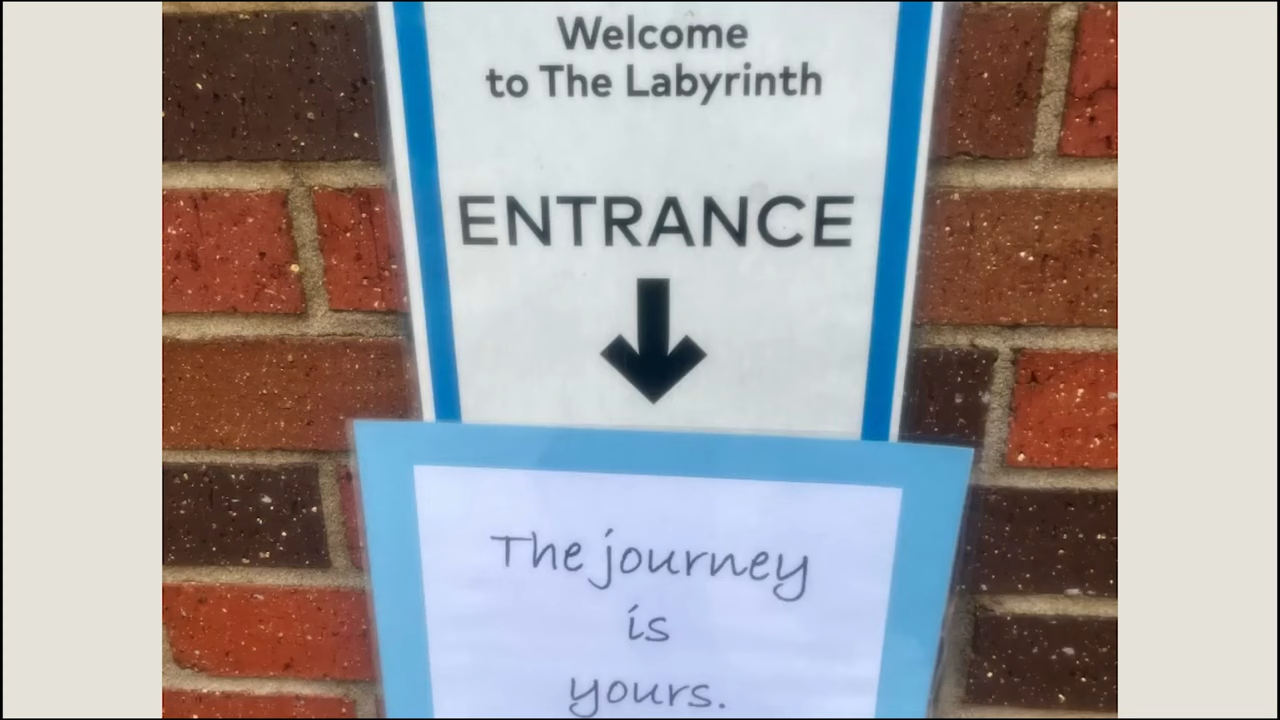 Welcome
to The Labyrinth
ENTRANCE
The journey
is
yours.